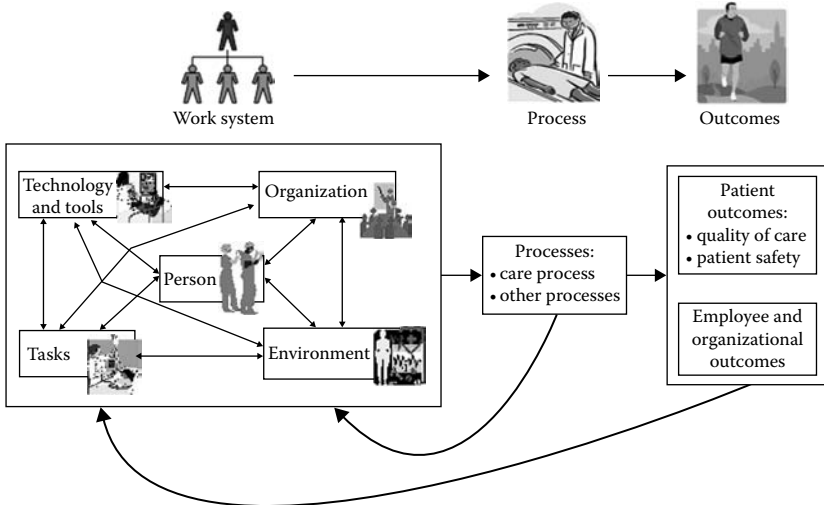 Work system
Process
Outcomes
Technology
and tools
Organization
Person
Tasks
Environment
Processes:
• care process
• other processes
Patient
outcomes:
• quality of care
• patient safety
Employee and
organizational
outcomes